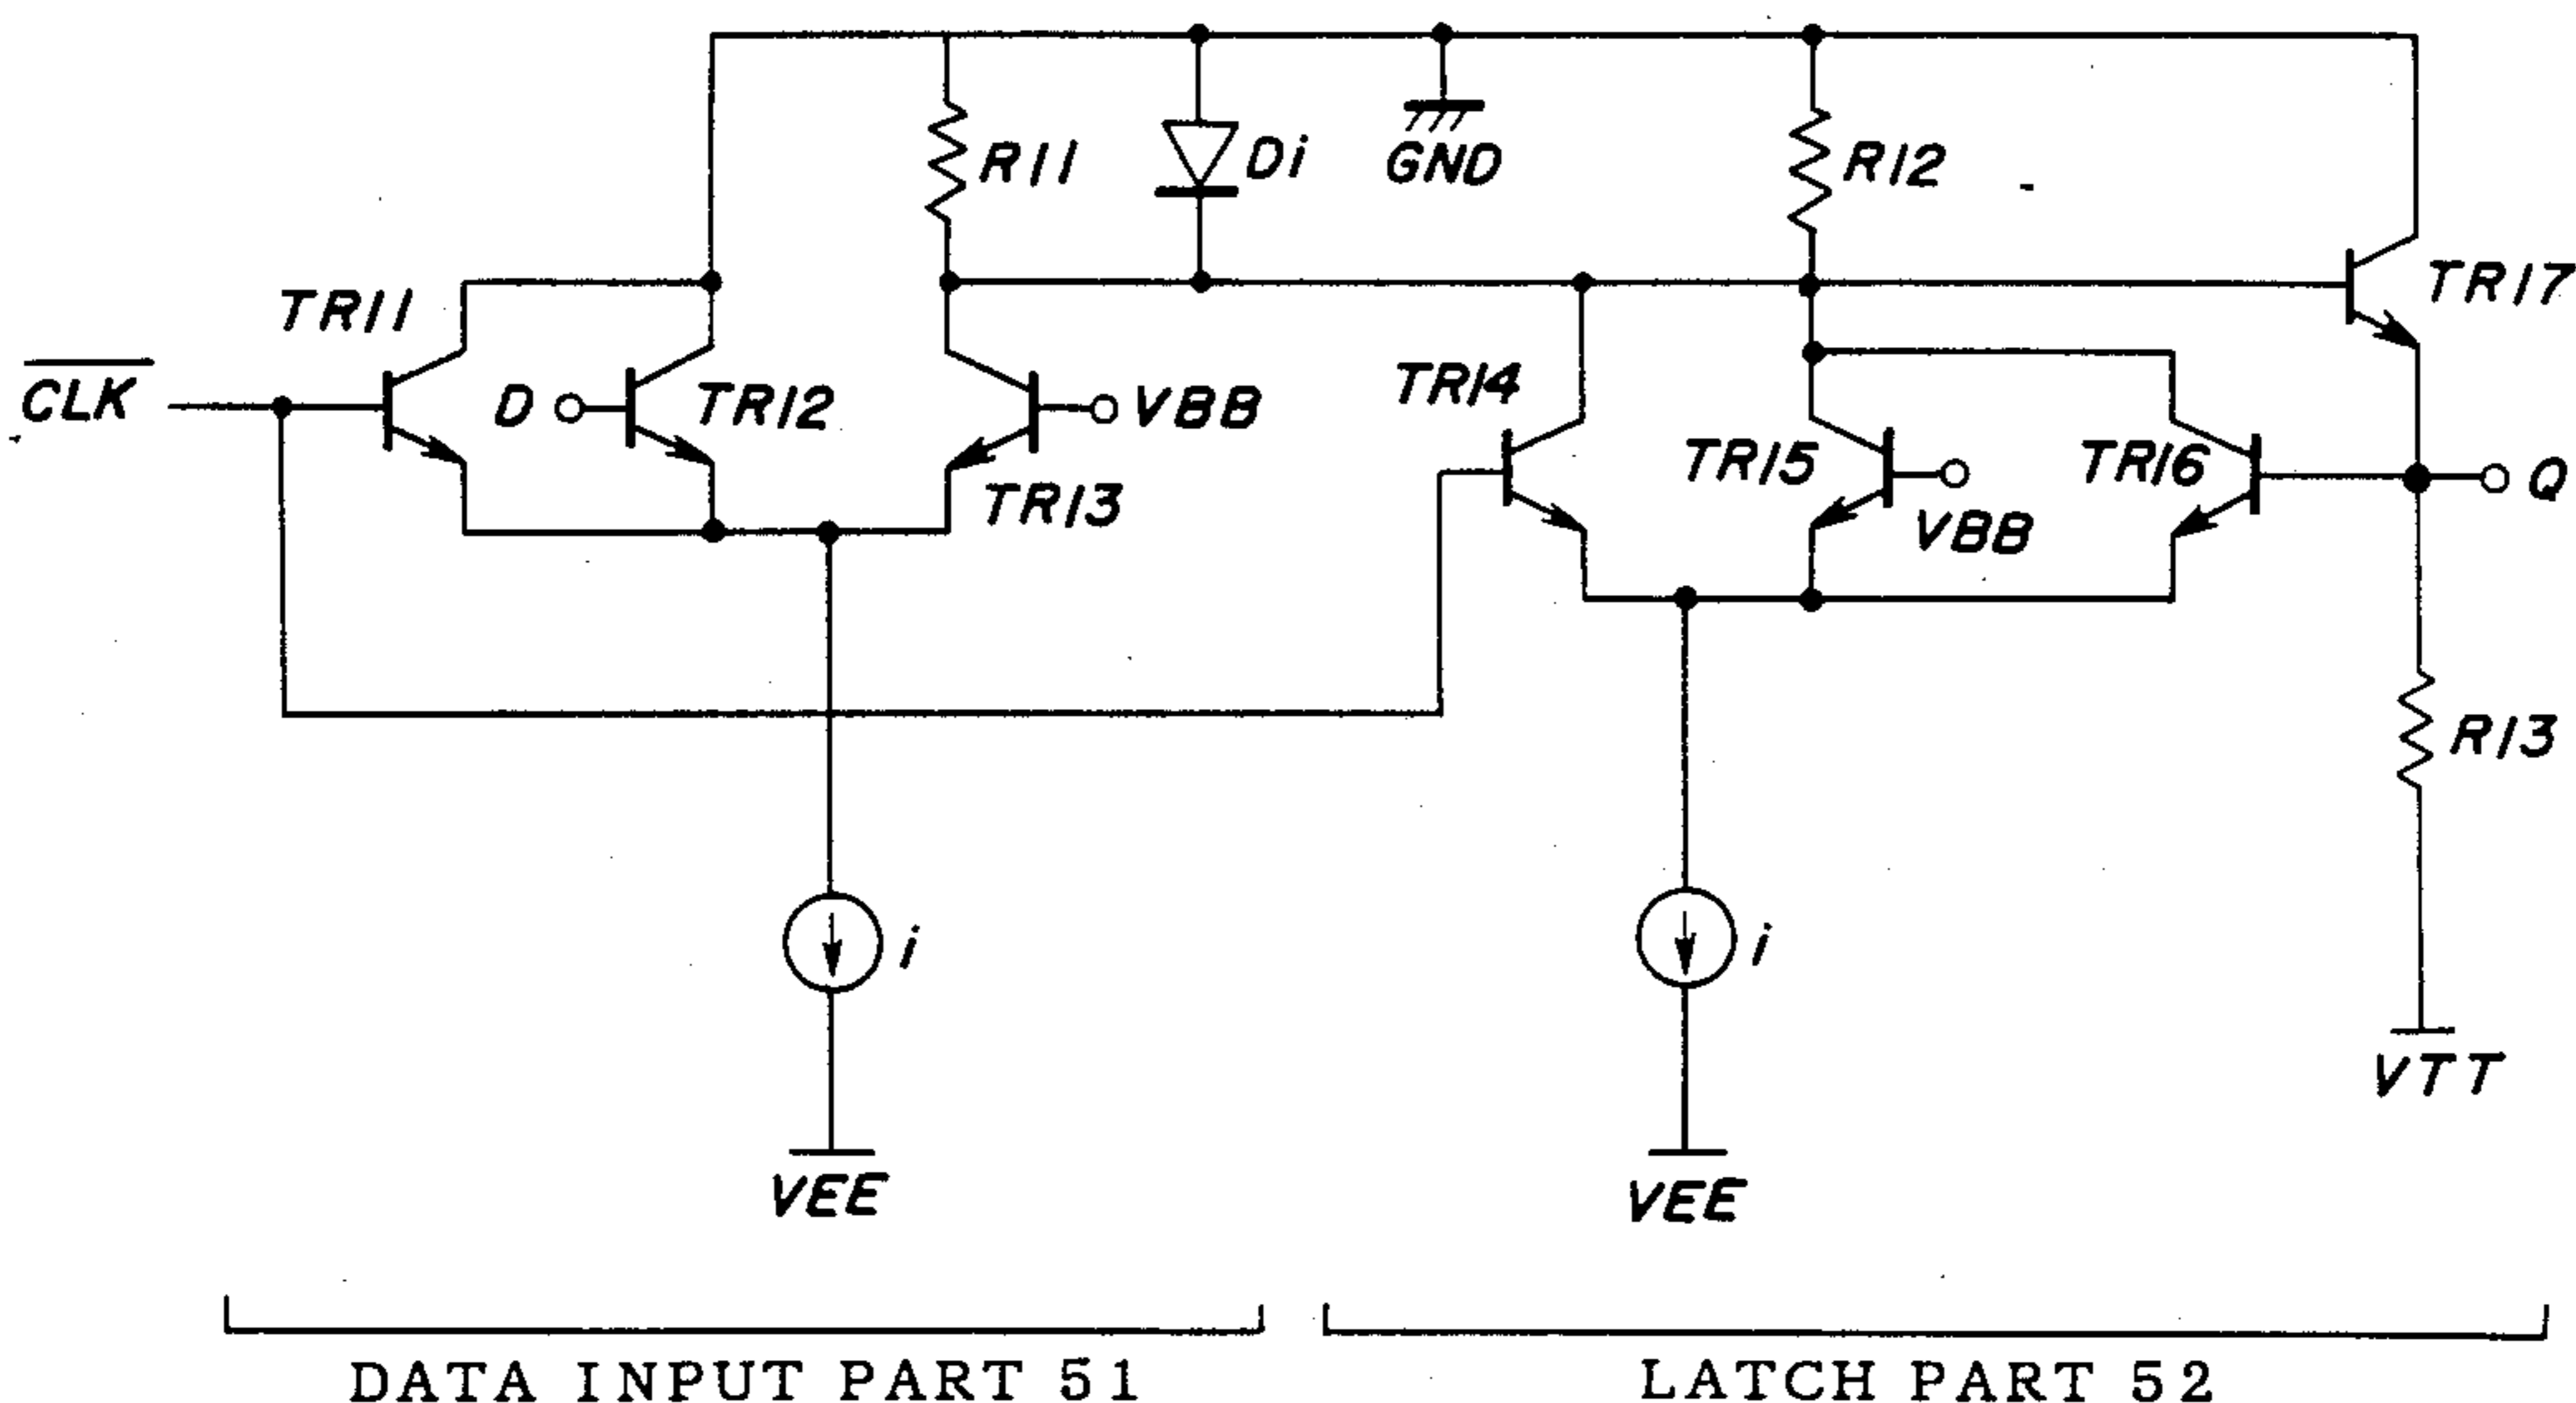 R11
Di
GND
R12
TR11
TR17
CLK
D
TR12
VBB
TR14
TR15
TR16
Q
TR13
VBB
R13
i
i
VTT
VEE
VEE
DATA INPUT PART 51
LATCH PART 52